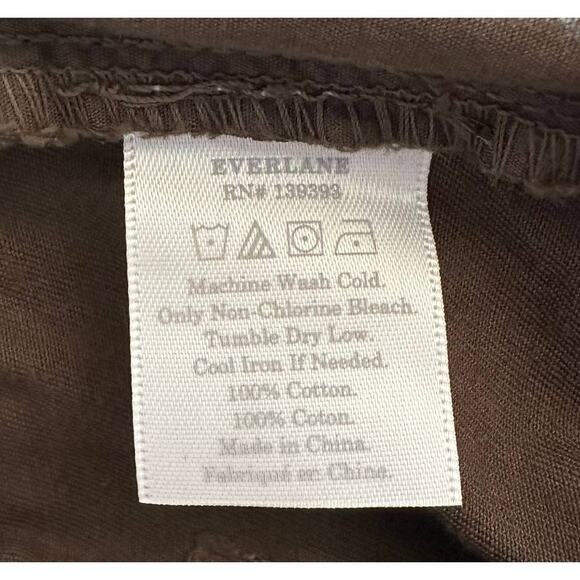 EVERLANE
RN# 139393
Machine Wash Cold.
Only Non-Chlorine Bleach.
Tumble Dry Low.
Cool Iron If Needed.
100% Cotton.
100% Coton.
Made in China.
Fabriqué en Chine.